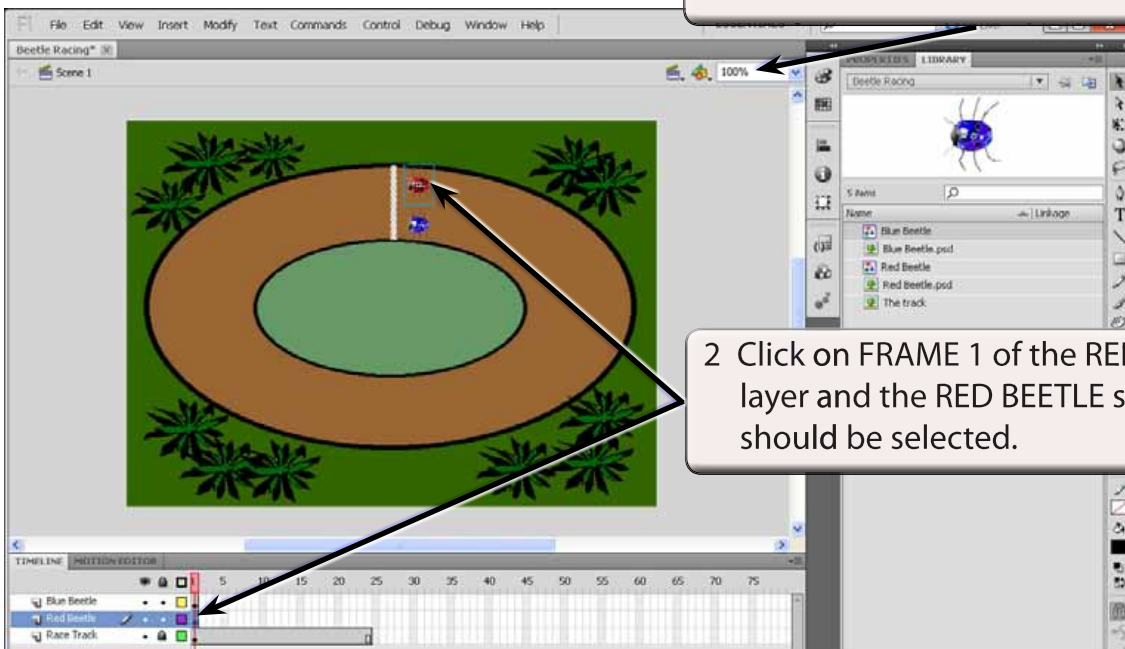 File Edit View Insert Modify Text Commands Control Debug Window Help
Beetle Racing*
Scene 1
100%
PROPERTIES LIBRARY
Beetle Racing
5 items
Name Linkage
Blue Beetle
Blue Beetle.psd
Red Beetle
Red Beetle.psd
The track
2 Click on FRAME 1 of the RE
layer and the RED BEETLE s
should be selected.
TIMELINE MOTION EDITOR
1 5 10 15 20 25 30 35 40 45 50 55 60 65 70 75
Blue Beetle
Red Beetle
Race Track